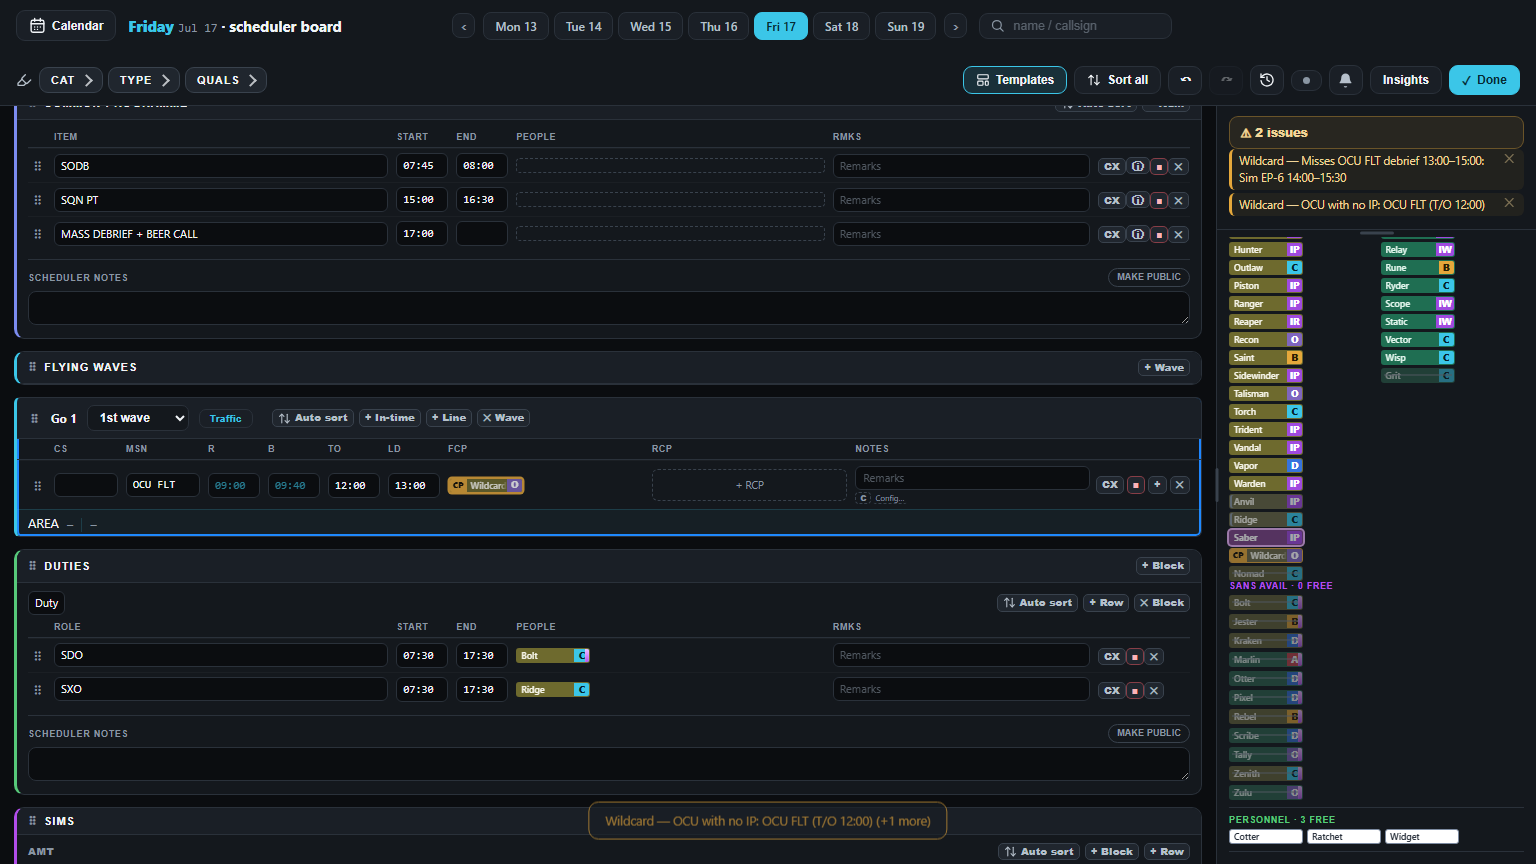 Calendar
Friday Jul 17 · scheduler board
‹ Mon 13 Tue 14 Wed 15 Thu 16 Fri 17 Sat 18 Sun 19 ›
name / callsign
CAT TYPE QUALS
Templates Sort all Insights ✓ Done
ITEM START END PEOPLE RMKS
SODB 07:45 08:00 Remarks CX
SQN PT 15:00 16:30 Remarks CX
MASS DEBRIEF + BEER CALL 17:00 Remarks CX
SCHEDULER NOTES MAKE PUBLIC
FLYING WAVES + Wave
Go 1 1st wave Traffic Auto sort + In-time + Line × Wave
CS MSN R B TO LD FCP RCP NOTES
OCU FLT 09:00 09:40 12:00 13:00 CP Wildcard O + RCP Remarks CX
C Config...
AREA – –
DUTIES + Block
Duty Auto sort + Row × Block
ROLE START END PEOPLE RMKS
SDO 07:30 17:30 Bolt C Remarks CX
SXO 07:30 17:30 Ridge C Remarks CX
SCHEDULER NOTES MAKE PUBLIC
SIMS
Wildcard — OCU with no IP: OCU FLT (T/O 12:00) (+1 more)
AMT Auto sort + Block + Row
⚠ 2 issues
Wildcard — Misses OCU FLT debrief 13:00–15:00:
Sim EP-6 14:00–15:30
Wildcard — OCU with no IP: OCU FLT (T/O 12:00)
Hunter IP
Outlaw C
Piston IP
Ranger IP
Reaper IR
Recon O
Saint B
Sidewinder IP
Talisman O
Torch C
Trident IP
Vandal IP
Vapor D
Warden IP
Anvil IP
Ridge C
Saber IP
CP Wildcard O
Nomad C
Relay IW
Rune B
Ryder C
Scope IW
Static IW
Vector C
Wisp C
Grit C
SANS AVAIL · 0 FREE
Bolt C
Jester B
Kraken D
Marlin A
Otter D
Pixel D
Rebel B
Scribe D
Tally O
Zenith C
Zulu O
PERSONNEL · 3 FREE
Cotter Ratchet Widget